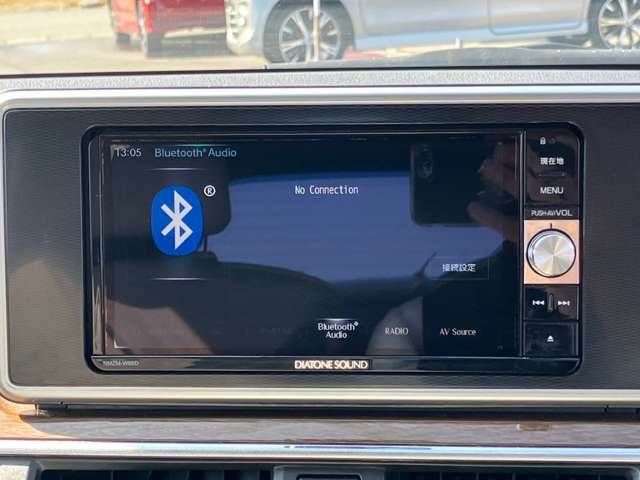 13:05 Bluetooth® Audio
現在地
®
No Connection
MENU
PUSH-AV/VOL
接続設定
Bluetooth® Audio
RADIO
AV Source
DIATONE SOUND